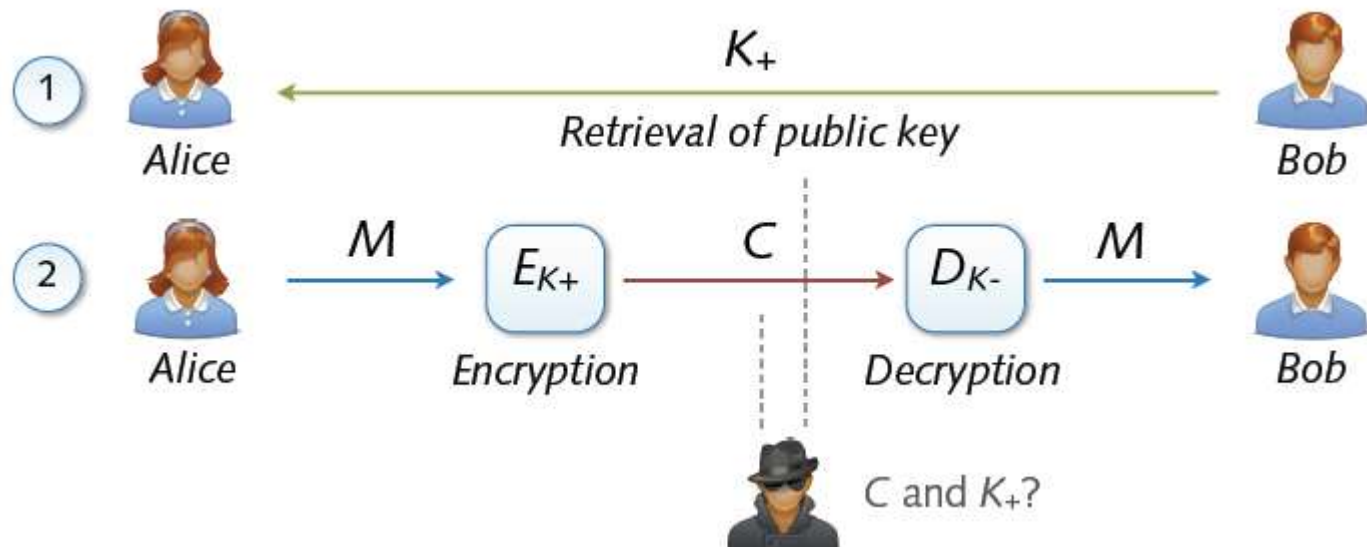 1
K+
Retrieval of public key
Alice
Bob
2
M
EK+
C
DK-
M
Alice
Encryption
Decryption
Bob
C and K+?